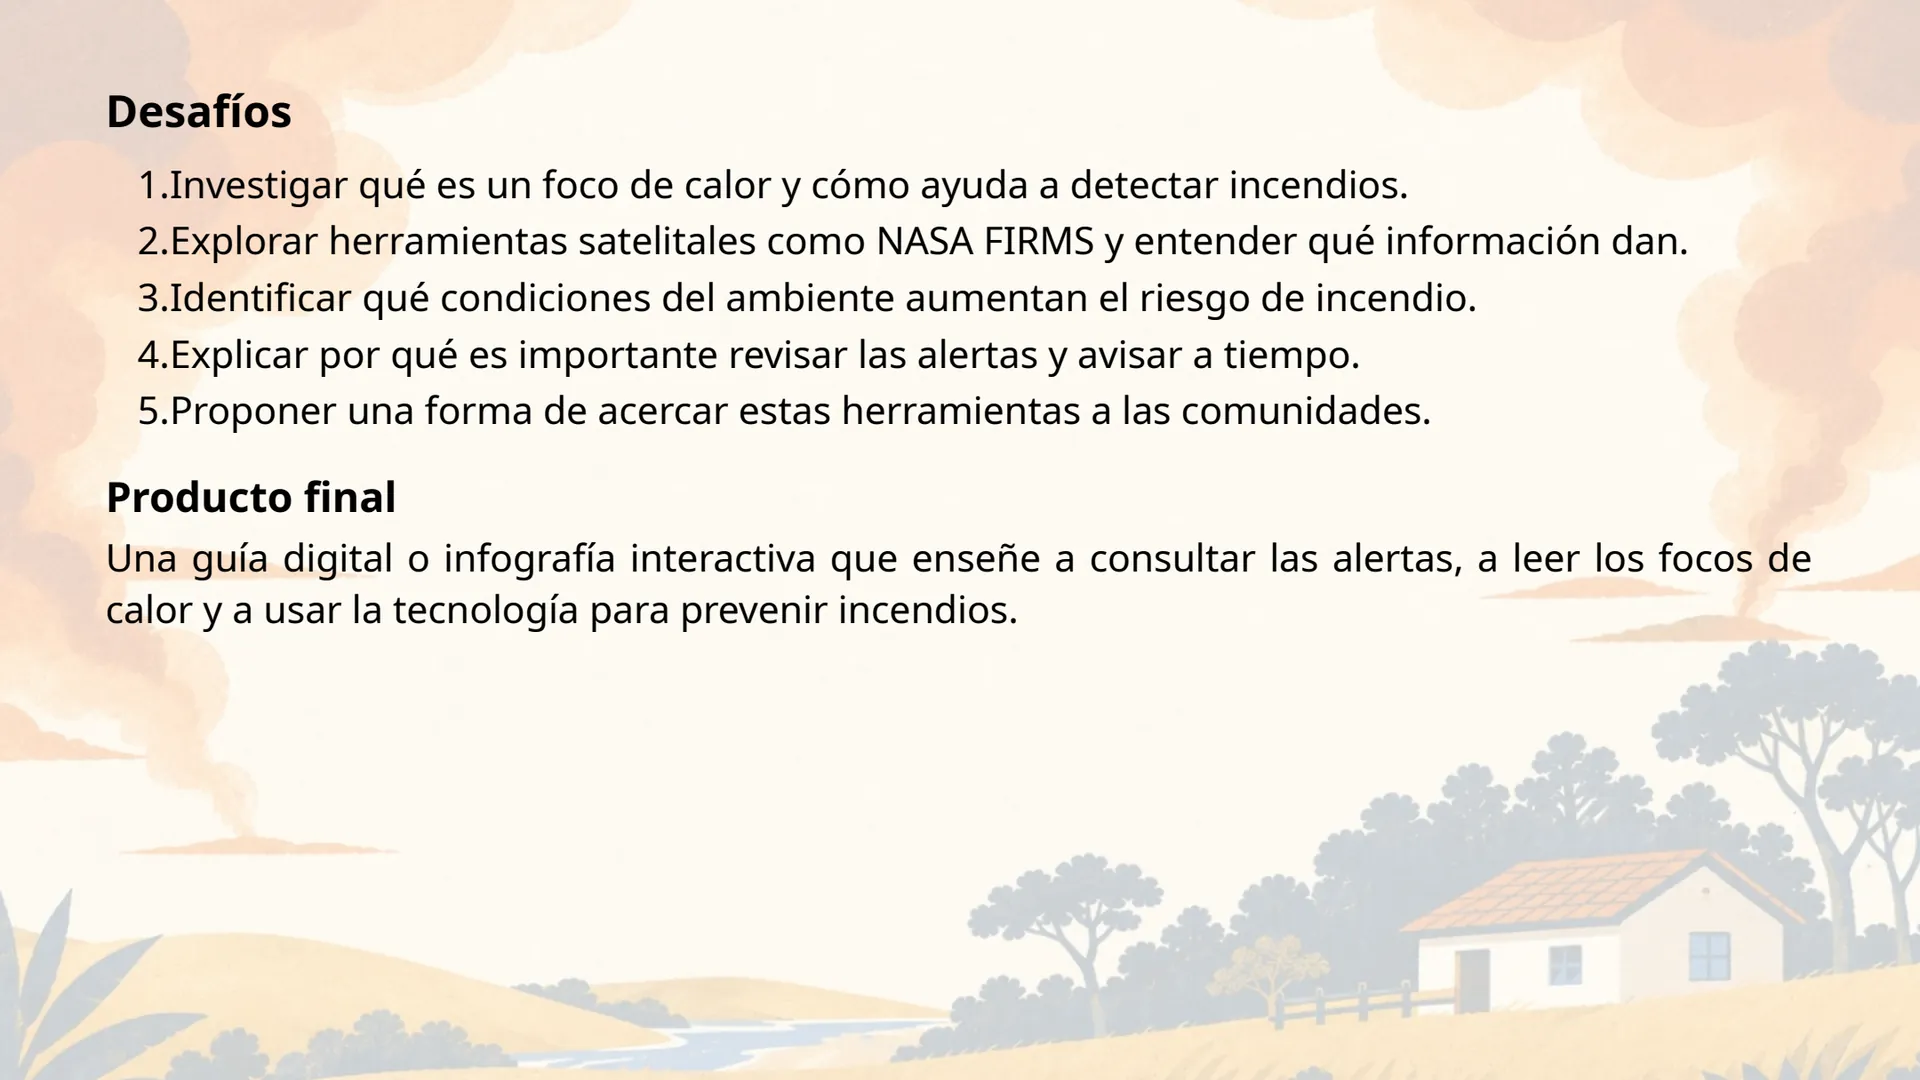 Desafíos
1.Investigar qué es un foco de calor y cómo ayuda a detectar incendios.
2.Explorar herramientas satelitales como NASA FIRMS y entender qué información dan.
3.Identificar qué condiciones del ambiente aumentan el riesgo de incendio.
4.Explicar por qué es importante revisar las alertas y avisar a tiempo.
5.Proponer una forma de acercar estas herramientas a las comunidades.
Producto final
Una guía digital o infografía interactiva que enseñe a consultar las alertas, a leer los focos de
calor y a usar la tecnología para prevenir incendios.